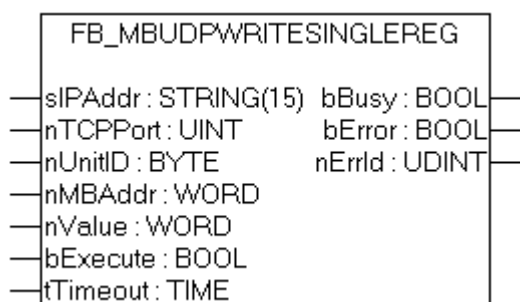 FB_MBUDPWRITESINGLEREG
sIPAddr : STRING(15) bBusy : BOOL
nTCPPort : UINT bError : BOOL
nUnitID : BYTE nErrId : UDINT
nMBAddr : WORD
nValue : WORD
bExecute : BOOL
tTimeout : TIME